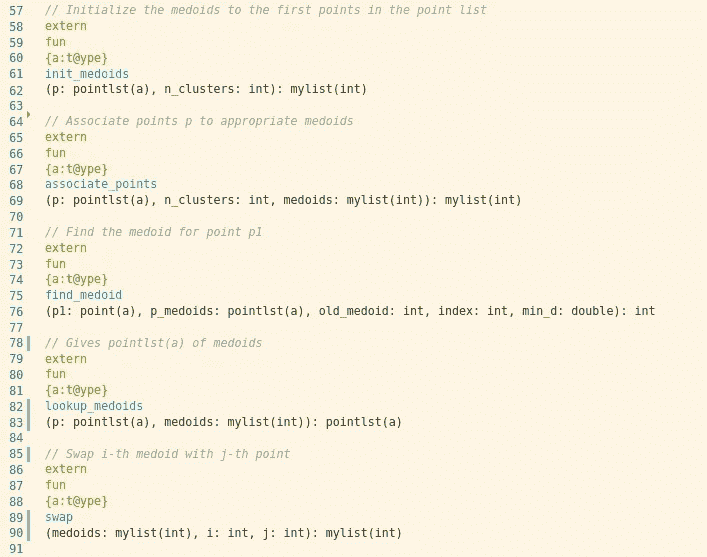 57 // Initialize the medoids to the first points in the point list
58 extern
59 fun
60 {a:t@ype}
61 init_medoids
62 (p: pointlst(a), n_clusters: int): mylist(int)
63
64 // Associate points p to appropriate medoids
65 extern
66 fun
67 {a:t@ype}
68 associate_points
69 (p: pointlst(a), n_clusters: int, medoids: mylist(int)): mylist(int)
70
71 // Find the medoid for point p1
72 extern
73 fun
74 {a:t@ype}
75 find_medoid
76 (p1: point(a), p_medoids: pointlst(a), old_medoid: int, index: int, min_d: double): int
77
78 // Gives pointlst(a) of medoids
79 extern
80 fun
81 {a:t@ype}
82 lookup_medoids
83 (p: pointlst(a), medoids: mylist(int)): pointlst(a)
84
85 // Swap i-th medoid with j-th point
86 extern
87 fun
88 {a:t@ype}
89 swap
90 (medoids: mylist(int), i: int, j: int): mylist(int)
91